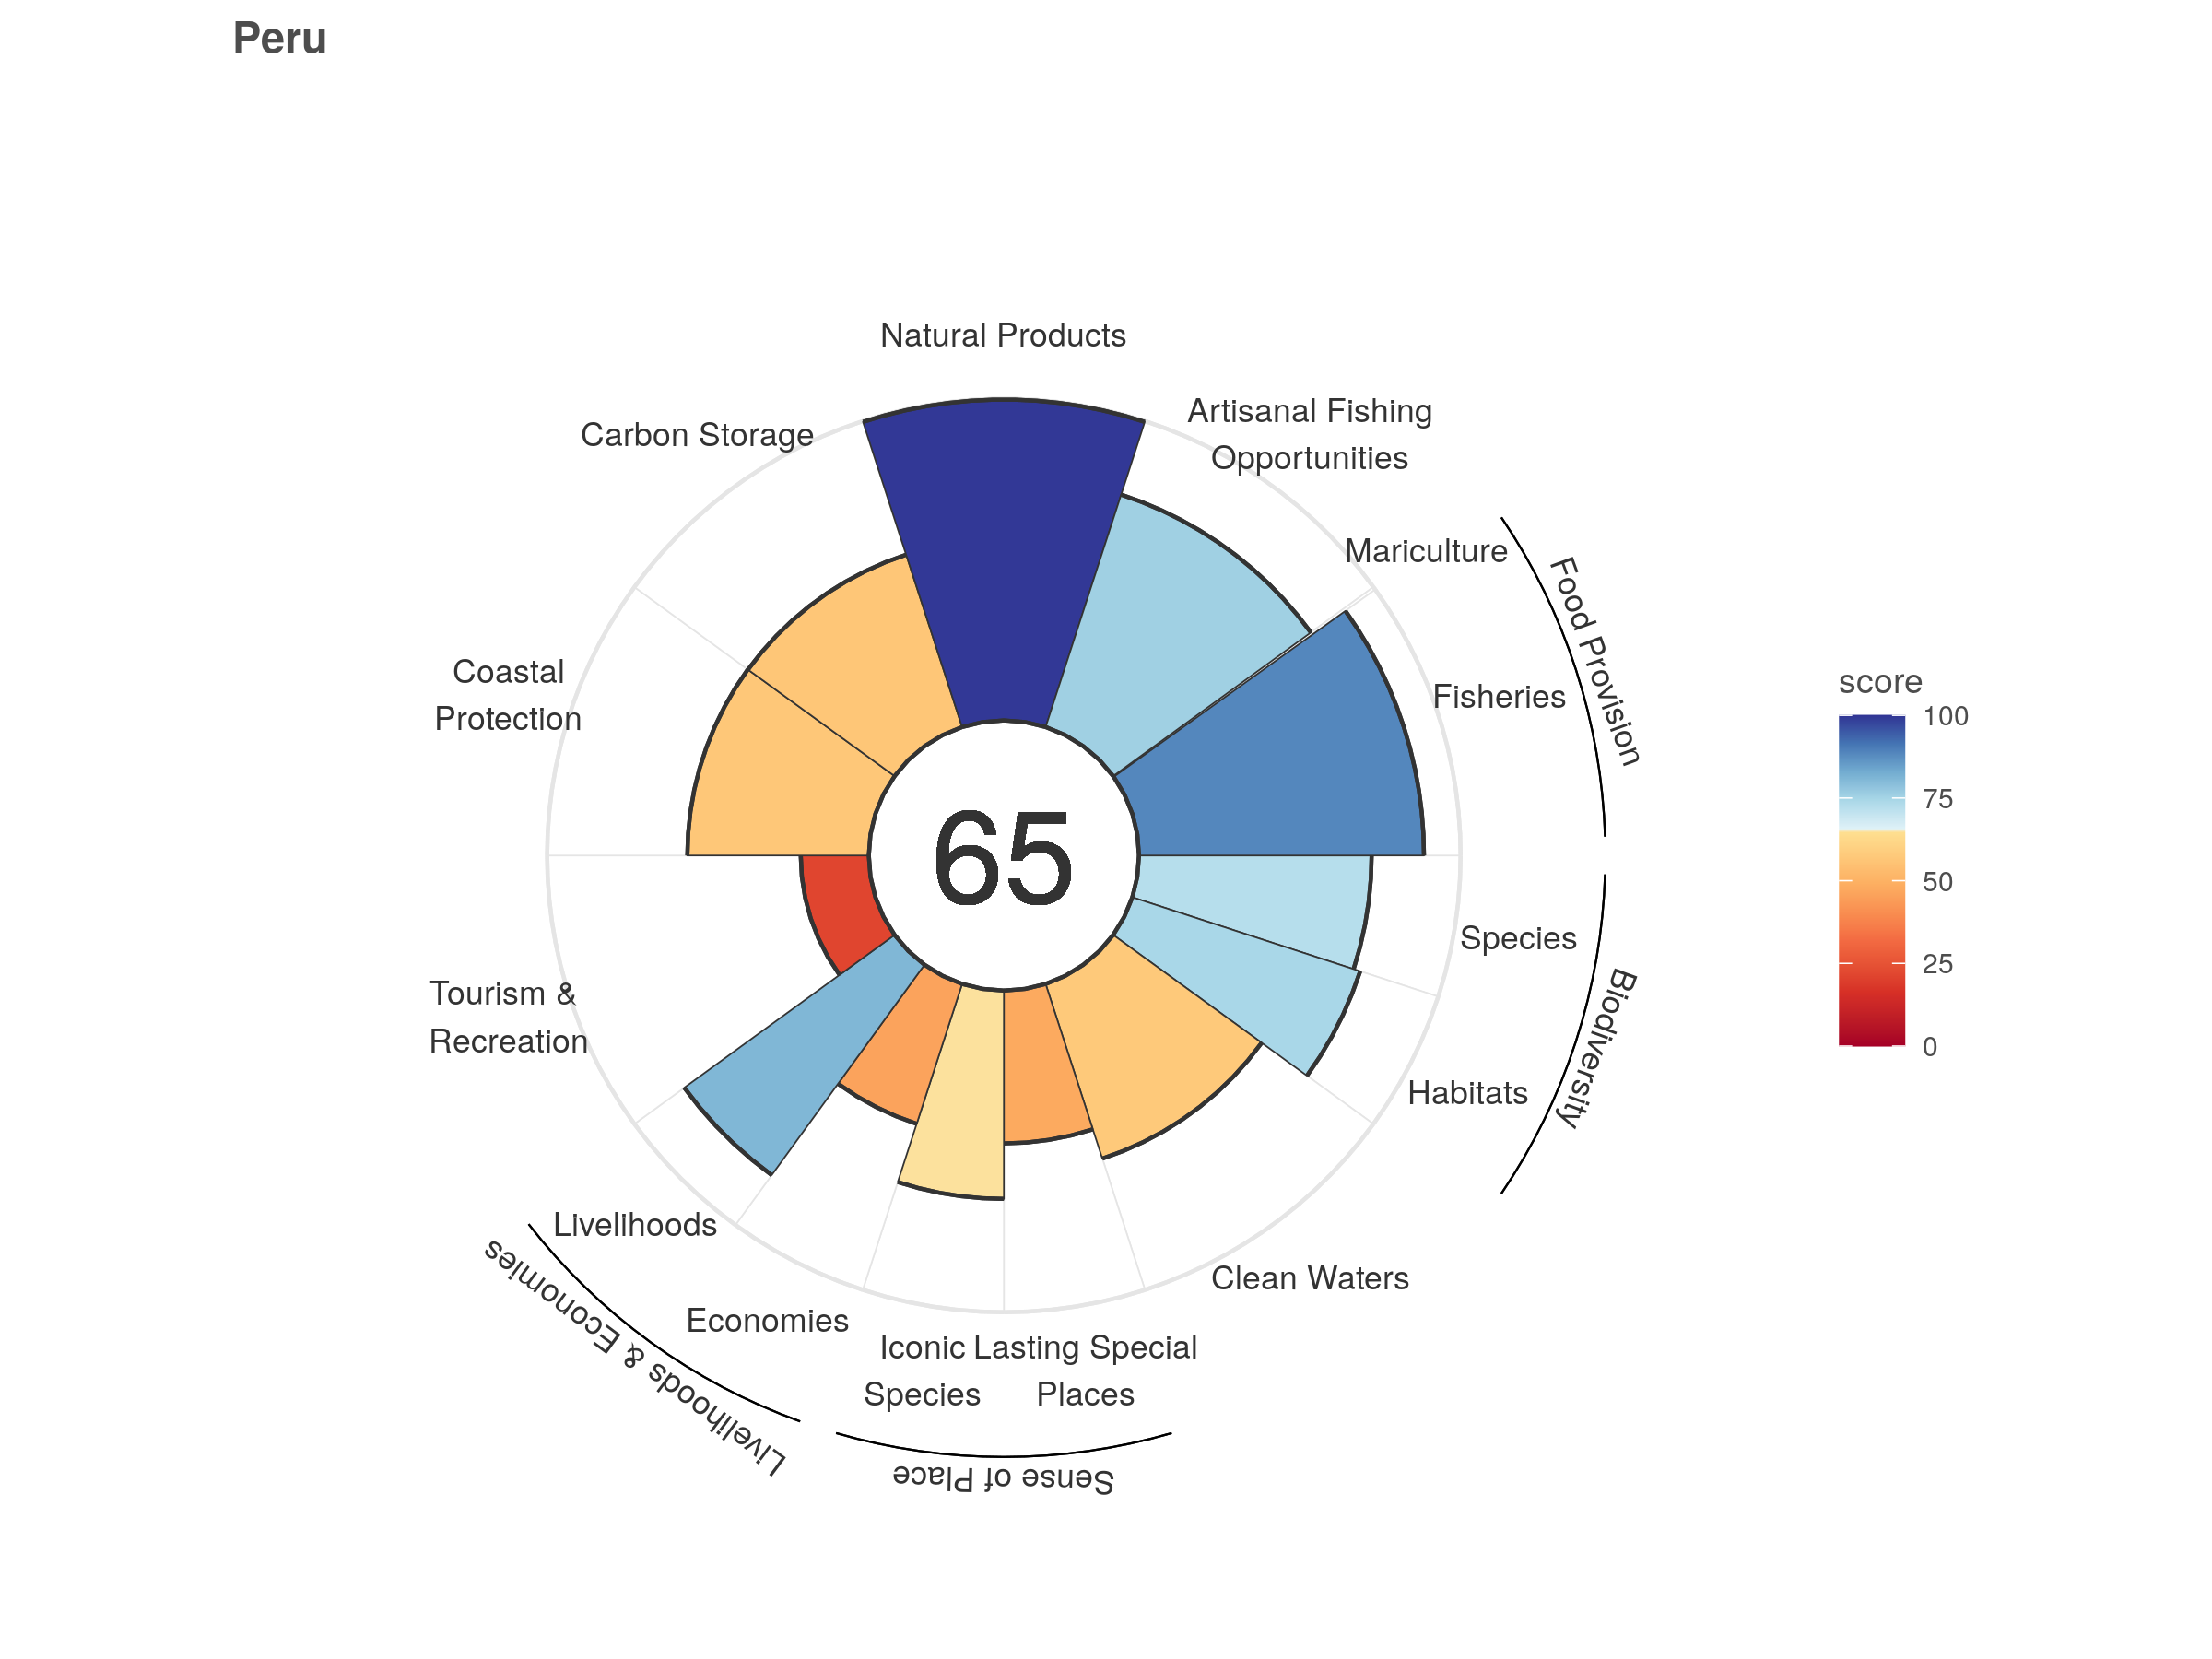 Peru
Natural Products
Artisanal Fishing
Opportunities
Carbon Storage
Mariculture
Food Provision
Fisheries
Coastal
Protection
score
100
75
50
25
0
65
Species
Biodiversity
Habitats
Tourism &
Recreation
Livelihoods
Clean Waters
Economies
Livelihoods & Economies
Iconic
Species
Lasting Special
Places
Sense of Place